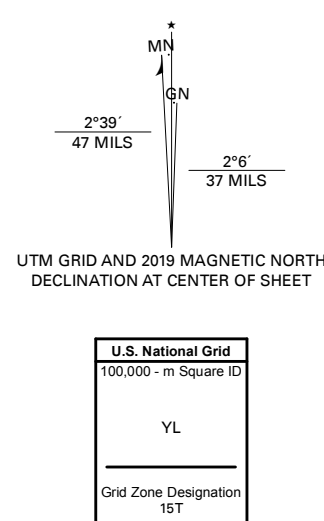 ★
MN
GN
2°39´
47 MILS
2°6´
37 MILS
UTM GRID AND 2019 MAGNETIC NORTH
DECLINATION AT CENTER OF SHEET
U.S. National Grid
100,000 - m Square ID
YL
Grid Zone Designation
15T